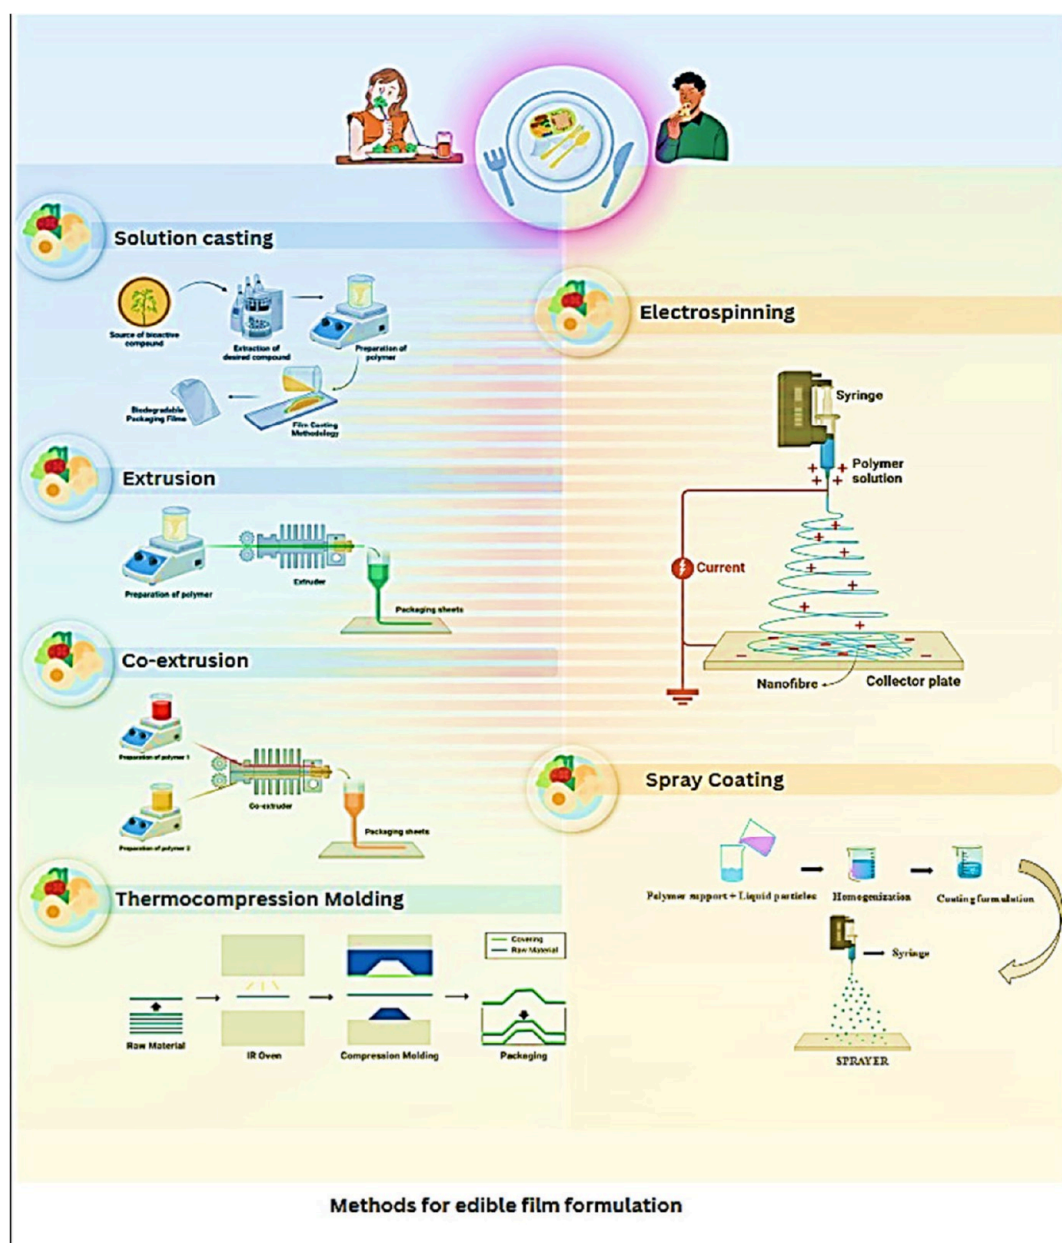 Solution casting
Source of bioactive
compound
Extraction of
desired compound
Preparation of
polymer
Biodegradable
Packaging Films
Film Casting
Methodology
Extrusion
Preparation of polymer
Extruder
Packaging sheets
Co-extrusion
Preparation of polymer 1
Co-extruder
Preparation of polymer 2
Packaging sheets
Thermocompression Molding
Covering
Raw Material
Raw Material
IR Oven
Compression Molding
Packaging
Electrospinning
Syringe
Polymer
solution
Current
Nanofibre
Collector plate
Spray Coating
Polymer support + Liquid particles
Homogenization
Coating formulation
Syringe
SPRAYER
Methods for edible film formulation